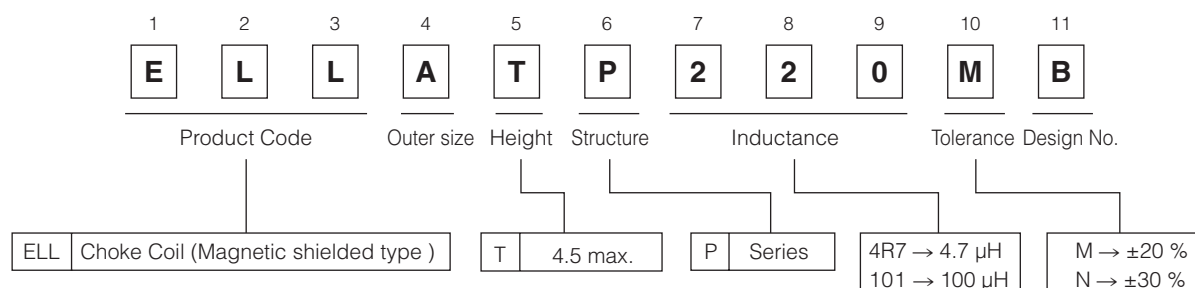 1 2 3 4 5 6 7 8 9 10 11
E L L A T P 2 2 0 M B
Product Code Outer size Height Structure Inductance Tolerance Design No.
ELL Choke Coil (Magnetic shielded type ) T 4.5 max. P Series 4R7 → 4.7 µH M → ±20 %
101 → 100 µH N → ±30 %